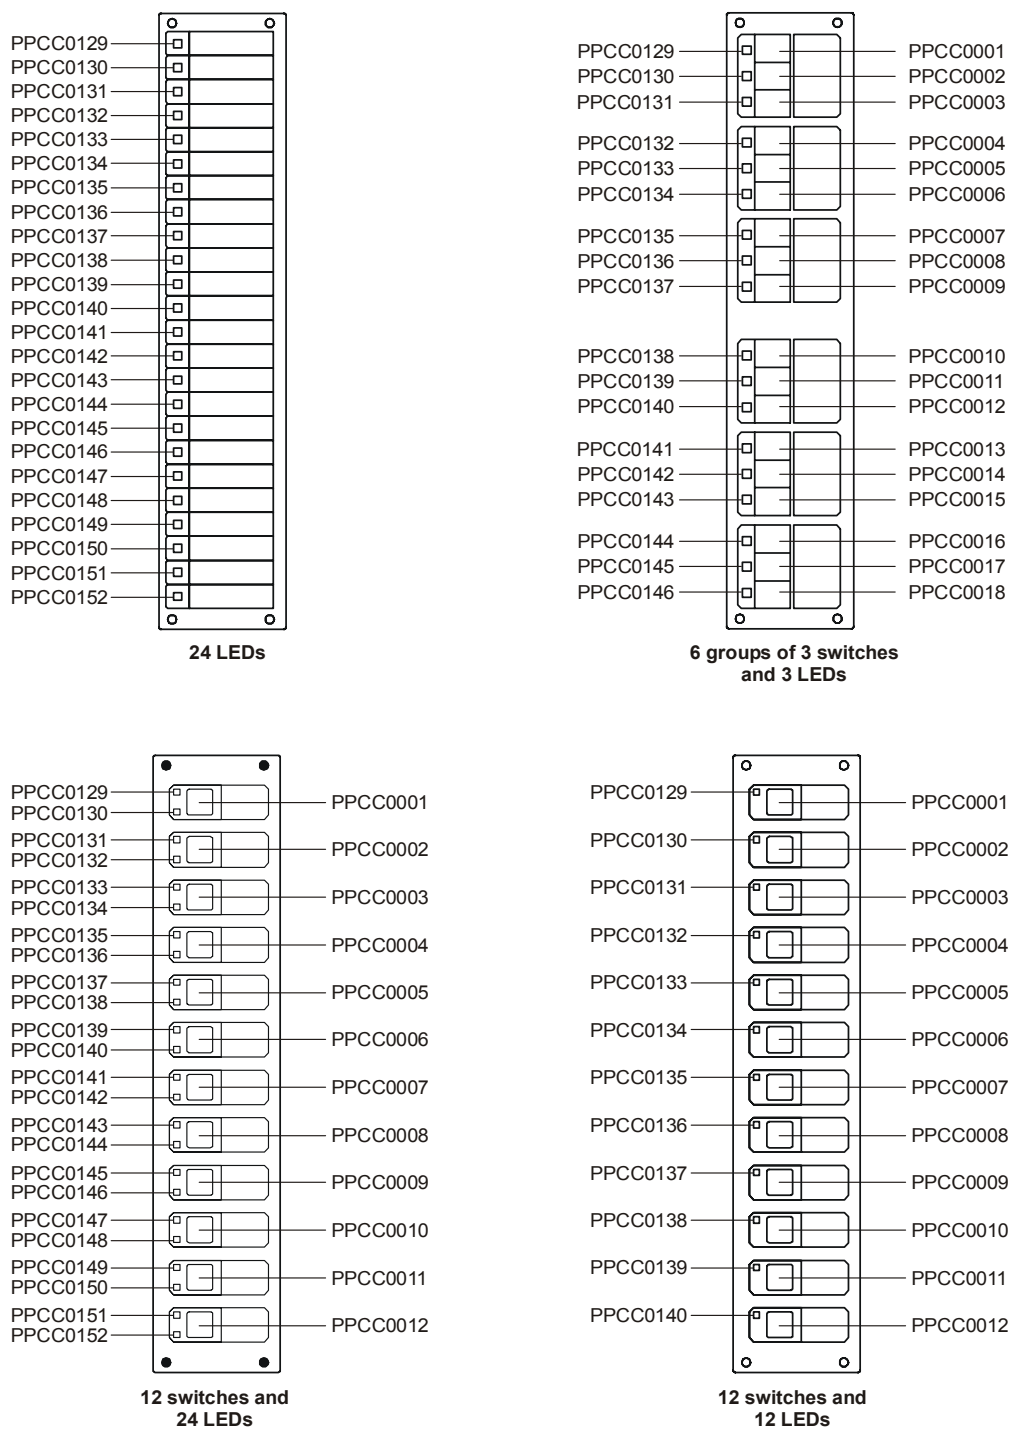 PPCC0129
PPCC0130
PPCC0131
PPCC0132
PPCC0133
PPCC0134
PPCC0135
PPCC0136
PPCC0137
PPCC0138
PPCC0139
PPCC0140
PPCC0141
PPCC0142
PPCC0143
PPCC0144
PPCC0145
PPCC0146
PPCC0147
PPCC0148
PPCC0149
PPCC0150
PPCC0151
PPCC0152
24 LEDs
PPCC0129 PPCC0001
PPCC0130 PPCC0002
PPCC0131 PPCC0003
PPCC0132 PPCC0004
PPCC0133 PPCC0005
PPCC0134 PPCC0006
PPCC0135 PPCC0007
PPCC0136 PPCC0008
PPCC0137 PPCC0009
PPCC0138 PPCC0010
PPCC0139 PPCC0011
PPCC0140 PPCC0012
PPCC0141 PPCC0013
PPCC0142 PPCC0014
PPCC0143 PPCC0015
PPCC0144 PPCC0016
PPCC0145 PPCC0017
PPCC0146 PPCC0018
6 groups of 3 switches
and 3 LEDs
PPCC0129
PPCC0130
PPCC0001
PPCC0131
PPCC0132
PPCC0002
PPCC0133
PPCC0134
PPCC0003
PPCC0135
PPCC0136
PPCC0004
PPCC0137
PPCC0138
PPCC0005
PPCC0139
PPCC0140
PPCC0006
PPCC0141
PPCC0142
PPCC0007
PPCC0143
PPCC0144
PPCC0008
PPCC0145
PPCC0146
PPCC0009
PPCC0147
PPCC0148
PPCC0010
PPCC0149
PPCC0150
PPCC0011
PPCC0151
PPCC0152
PPCC0012
12 switches and
24 LEDs
PPCC0129 PPCC0001
PPCC0130 PPCC0002
PPCC0131 PPCC0003
PPCC0132 PPCC0004
PPCC0133 PPCC0005
PPCC0134 PPCC0006
PPCC0135 PPCC0007
PPCC0136 PPCC0008
PPCC0137 PPCC0009
PPCC0138 PPCC0010
PPCC0139 PPCC0011
PPCC0140 PPCC0012
12 switches and
12 LEDs